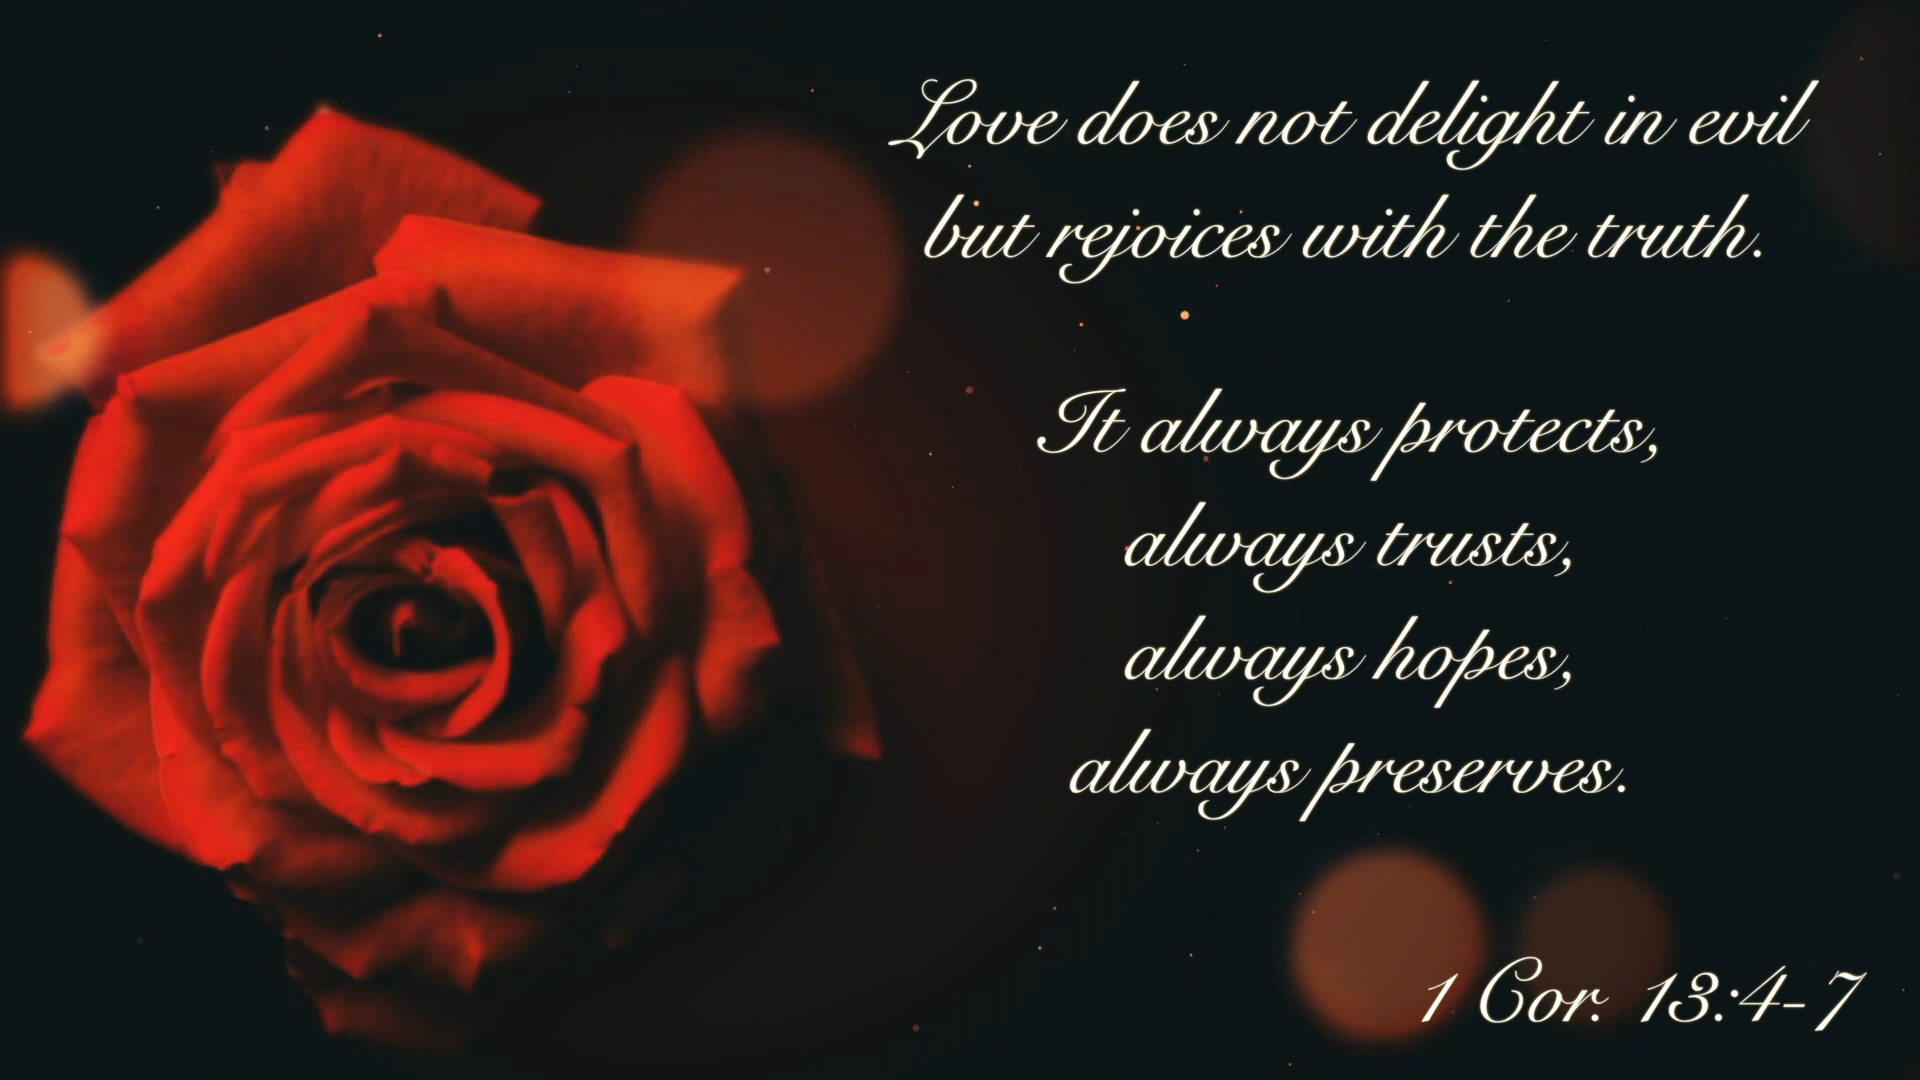 Love does not delight in evil
but rejoices with the truth.
It always protects,
always trusts,
always hopes,
always preserves.
1 Cor. 13:4-7